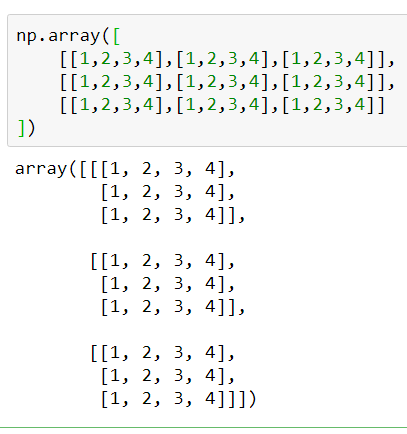 np.array([
    [[1,2,3,4],[1,2,3,4],[1,2,3,4]],
    [[1,2,3,4],[1,2,3,4],[1,2,3,4]],
    [[1,2,3,4],[1,2,3,4],[1,2,3,4]]
])
array([[[1, 2, 3, 4],
        [1, 2, 3, 4],
        [1, 2, 3, 4]],

       [[1, 2, 3, 4],
        [1, 2, 3, 4],
        [1, 2, 3, 4]],

       [[1, 2, 3, 4],
        [1, 2, 3, 4],
        [1, 2, 3, 4]]])